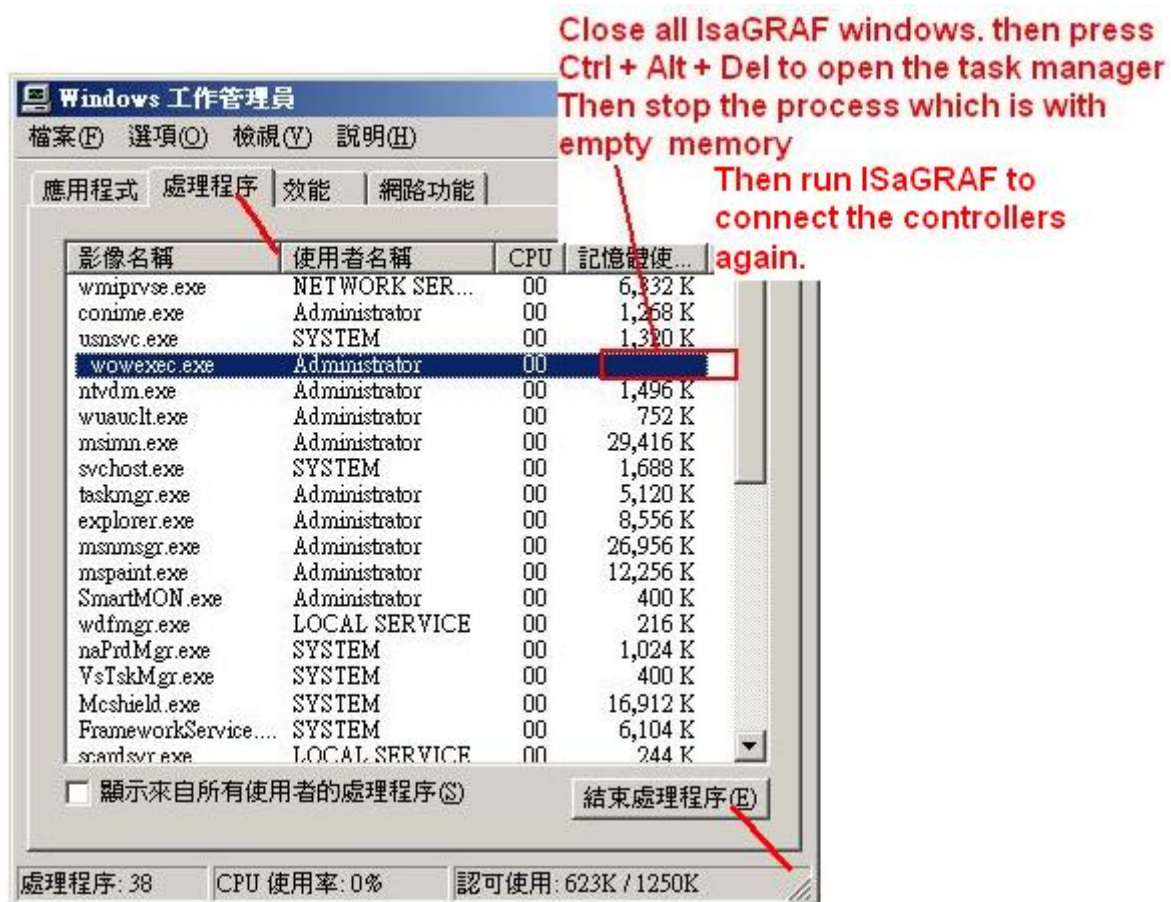 Close all IsaGRAF windows. then press
Ctrl + Alt + Del to open the task manager
Then stop the process which is with
empty memory
Then run ISaGRAF to
connect the controllers
again.
Windows 工作管理員
檔案(F) 選項(O) 檢視(V) 說明(H)
應用程式 處理程序 效能 網路功能
影像名稱 使用者名稱 CPU 記憶體使...
wmiprvse.exe NETWORK SER... 00 6,332 K
conime.exe Administrator 00 1,268 K
usnsvc.exe SYSTEM 00 1,320 K
wowexec.exe Administrator 00
ntvdm.exe Administrator 00 1,496 K
wuauclt.exe Administrator 00 752 K
msimn.exe Administrator 00 29,416 K
svchost.exe SYSTEM 00 1,688 K
taskmgr.exe Administrator 00 5,120 K
explorer.exe Administrator 00 8,556 K
msnmsgr.exe Administrator 00 26,956 K
mspaint.exe Administrator 00 12,256 K
SmartMON.exe Administrator 00 400 K
wdfmgr.exe LOCAL SERVICE 00 216 K
naPrdMgr.exe SYSTEM 00 1,024 K
VsTskMgr.exe SYSTEM 00 400 K
Mcshield.exe SYSTEM 00 16,912 K
FrameworkService.... SYSTEM 00 6,104 K
scardsvr.exe LOCAL SERVICE 00 244 K
顯示來自所有使用者的處理程序(S)
結束處理程序(E)
處理程序: 38 CPU 使用率: 0% 認可使用: 623K / 1250K